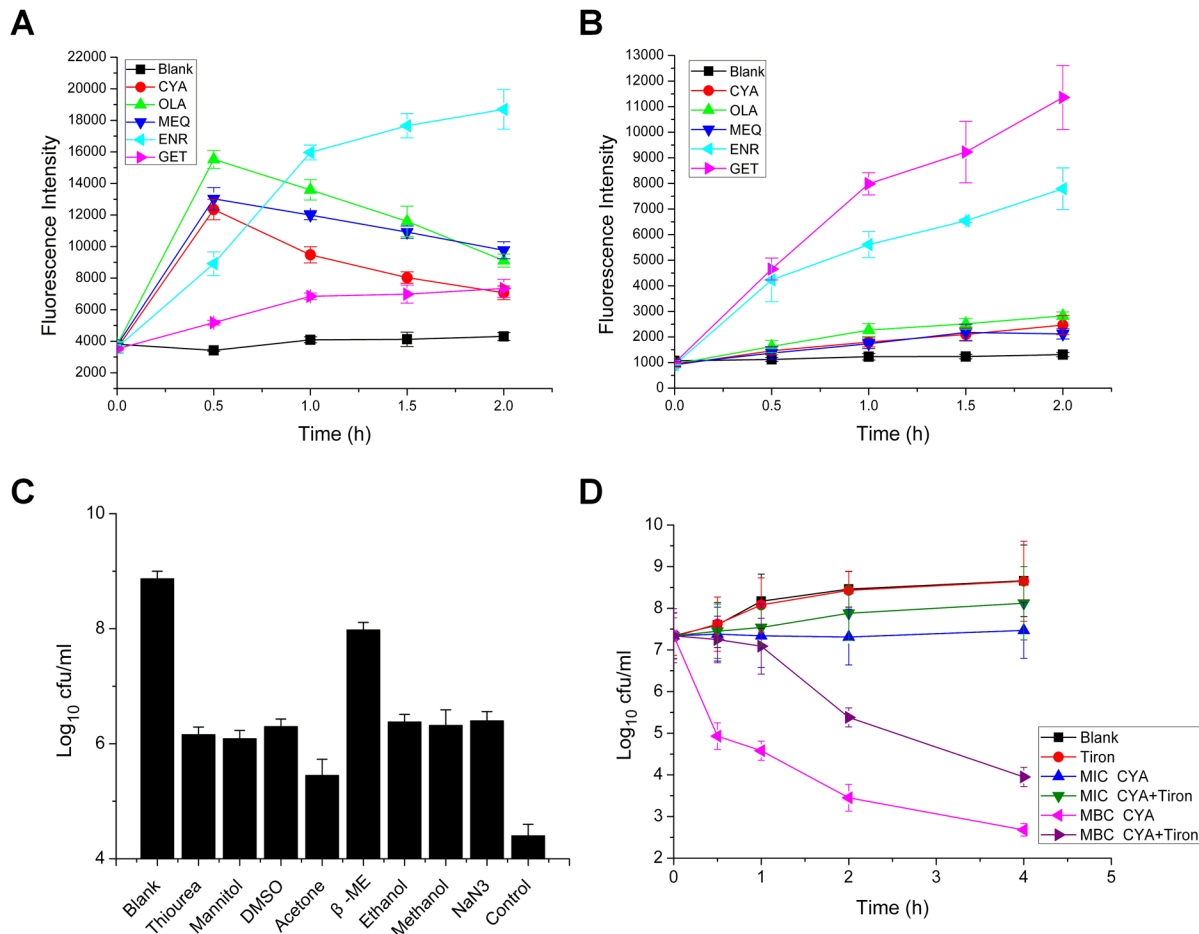 A
22000
20000
18000
16000
14000
12000
10000
8000
6000
4000
2000
Fluorescence Intensity
Blank
CYA
OLA
MEQ
ENR
GET
0.0 0.5 1.0 1.5 2.0
Time (h)
B
13000
12000
11000
10000
9000
8000
7000
6000
5000
4000
3000
2000
1000
0
Fluorescence Intensity
Blank
CYA
OLA
MEQ
ENR
GET
0.0 0.5 1.0 1.5 2.0
Time (h)
C
10
8
6
4
Log10 cfu/ml
Blank
Thiourea
Mannitol
DMSO
Acetone
β -ME
Ethanol
Methanol
NaN3
Control
D
10
9
8
7
6
5
4
3
2
Log10 cfu/ml
Blank
Tiron
MIC CYA
MIC CYA+Tiron
MBC CYA
MBC CYA+Tiron
0 1 2 3 4 5
Time (h)